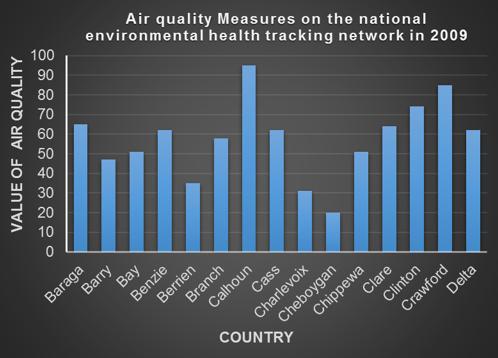 Air quality Measures on the national
environmental health tracking network in 2009
VALUE OF AIR QUALITY
100
90
80
70
60
50
40
30
20
10
0
Baraga
Barry
Bay
Benzie
Berrien
Branch
Calhoun
Cass
Charlevoix
Cheboygan
Chippewa
Clare
Clinton
Crawford
Delta
COUNTRY